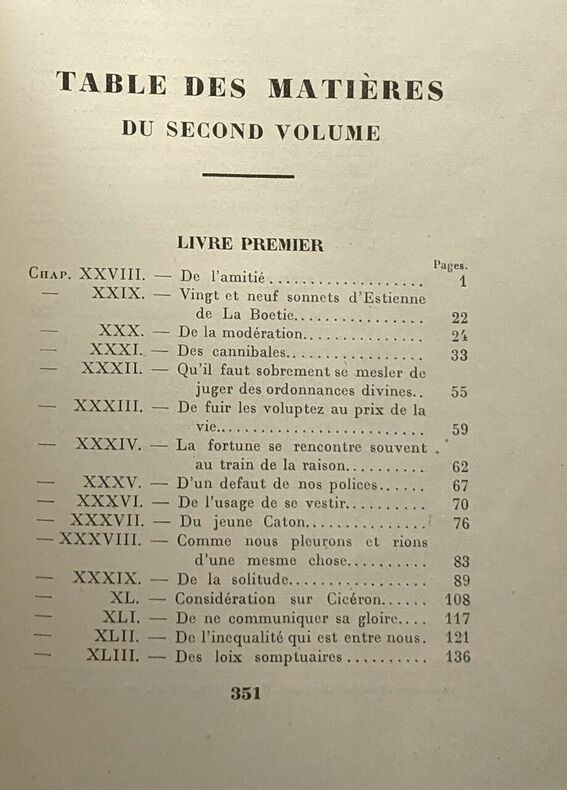 TABLE DES MATIÈRES
DU SECOND VOLUME
LIVRE PREMIER
Pages.
CHAP. XXVIII. — De l'amitié................... 1
— XXIX. — Vingt et neuf sonnets d'Estienne
de La Boetie................ 22
— XXX. — De la modération............... 24
— XXXI. — Des cannibales................. 33
— XXXII. — Qu'il faut sobrement se mesler de
juger des ordonnances divines.. 55
— XXXIII. — De fuir les voluptez au prix de la
vie......................... 59
— XXXIV. — La fortune se rencontre souvent
au train de la raison.......... 62
— XXXV. — D'un defaut de nos polices...... 67
— XXXVI. — De l'usage de se vestir.......... 70
— XXXVII. — Du jeune Caton............... 76
— XXXVIII. — Comme nous pleurons et rions
d'une mesme chose.......... 83
— XXXIX. — De la solitude................. 89
— XL. — Considération sur Cicéron...... 108
— XLI. — De ne communiquer sa gloire.... 117
— XLII. — De l'inequalité qui est entre nous. 121
— XLIII. — Des loix somptuaires.......... 136
351